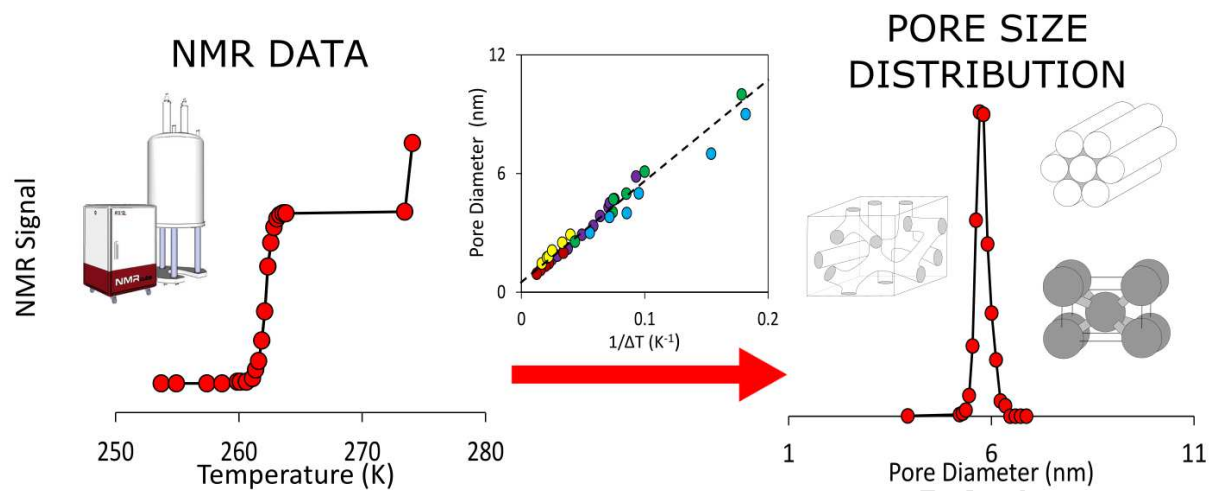 NMR DATA
NMR Signal
NMR
250
260
270
280
Temperature (K)
12
6
0
Pore Diameter (nm)
0
0.1
0.2
1/ΔT (K⁻¹)
PORE SIZE
DISTRIBUTION
1
6
11
Pore Diameter (nm)